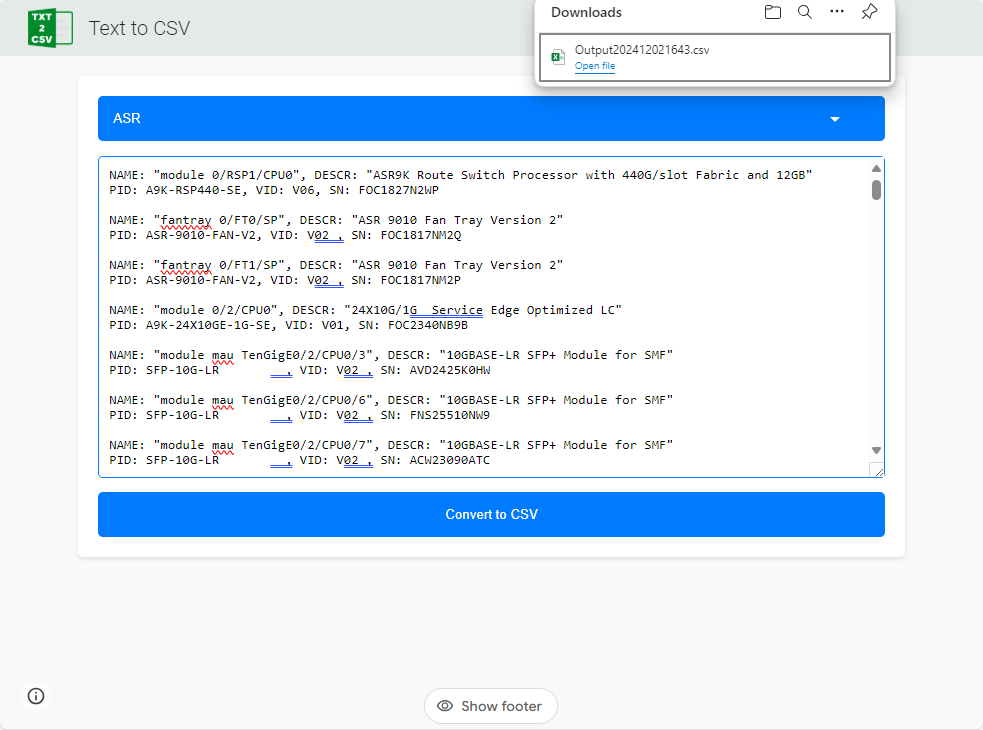 TXT
2
CSV
Text to CSV
Downloads
Output202412021643.csv
Open file
ASR
NAME: "module 0/RSP1/CPU0", DESCR: "ASR9K Route Switch Processor with 440G/slot Fabric and 12GB"
PID: A9K-RSP440-SE, VID: V06, SN: FOC1827N2WP
NAME: "fantray 0/FT0/SP", DESCR: "ASR 9010 Fan Tray Version 2"
PID: ASR-9010-FAN-V2, VID: V02 , SN: FOC1817NM2Q
NAME: "fantray 0/FT1/SP", DESCR: "ASR 9010 Fan Tray Version 2"
PID: ASR-9010-FAN-V2, VID: V02 , SN: FOC1817NM2P
NAME: "module 0/2/CPU0", DESCR: "24X10G/1G  Service Edge Optimized LC"
PID: A9K-24X10GE-1G-SE, VID: V01, SN: FOC2340NB9B
NAME: "module mau TenGigE0/2/CPU0/3", DESCR: "10GBASE-LR SFP+ Module for SMF"
PID: SFP-10G-LR         , VID: V02 , SN: AVD2425K0HW
NAME: "module mau TenGigE0/2/CPU0/6", DESCR: "10GBASE-LR SFP+ Module for SMF"
PID: SFP-10G-LR         , VID: V02 , SN: FNS25510NW9
NAME: "module mau TenGigE0/2/CPU0/7", DESCR: "10GBASE-LR SFP+ Module for SMF"
PID: SFP-10G-LR         , VID: V02 , SN: ACW23090ATC
Convert to CSV
Show footer